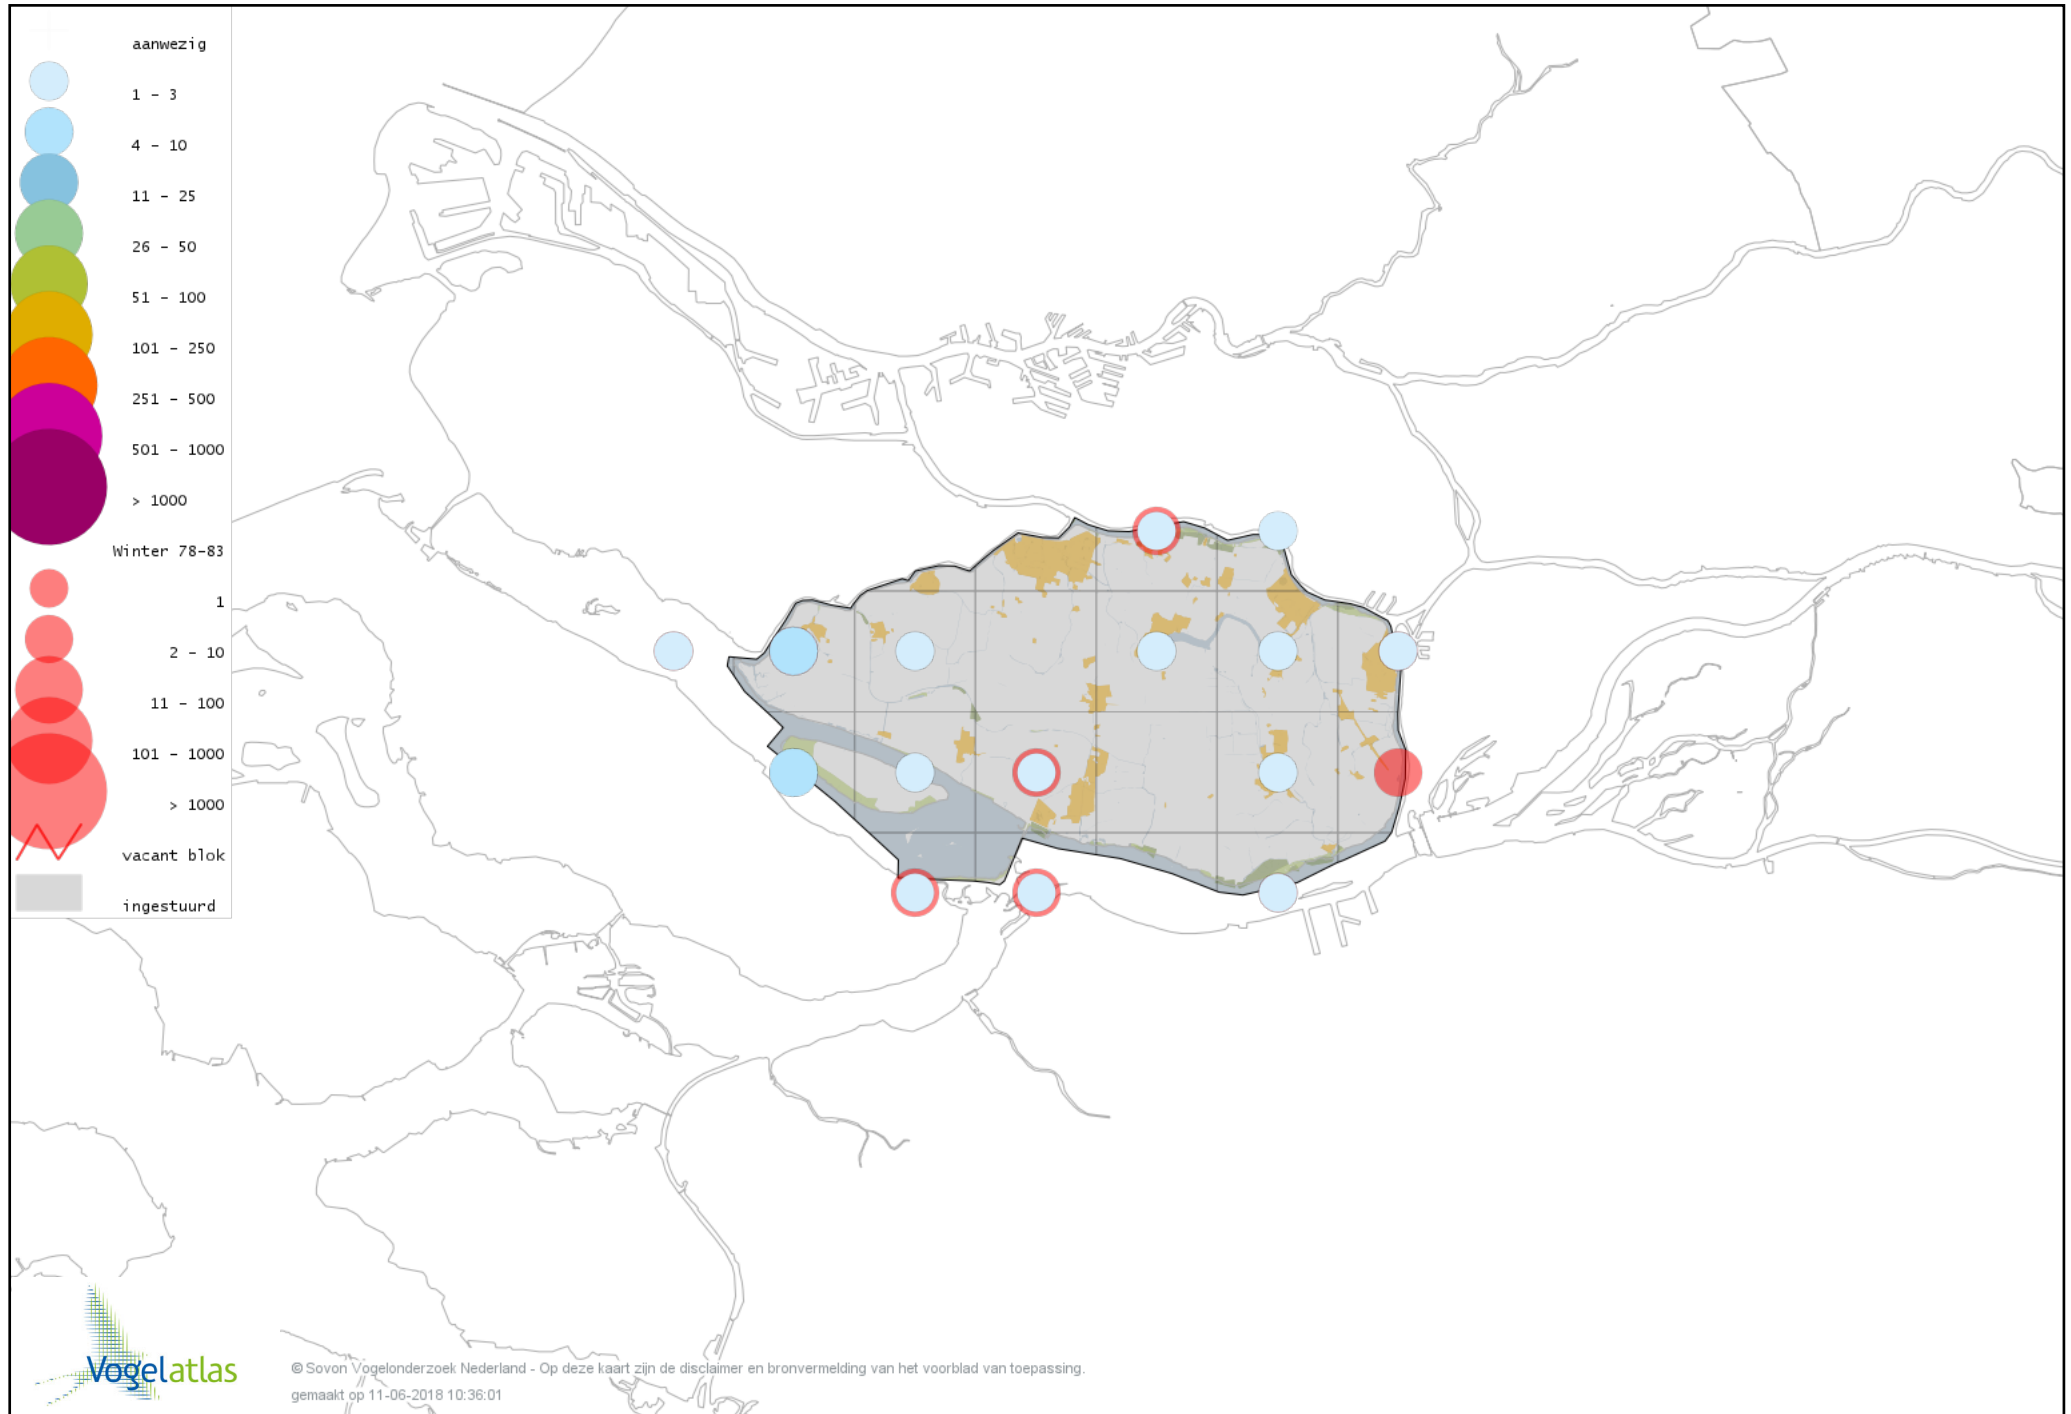 aanwezig
1 - 3
4 - 10
11 - 25
26 - 50
51 - 100
101 - 250
251 - 500
501 - 1000
> 1000
Winter 78-83
1
2 - 10
11 - 100
101 - 1000
> 1000
vacant blok
ingestuurd
Vogelatlas
© Sovon Vogelonderzoek Nederland - Op deze kaart zijn de disclaimer en bronvermelding van het voorblad van toepassing.
gemaakt op 11-06-2018 10:36:01